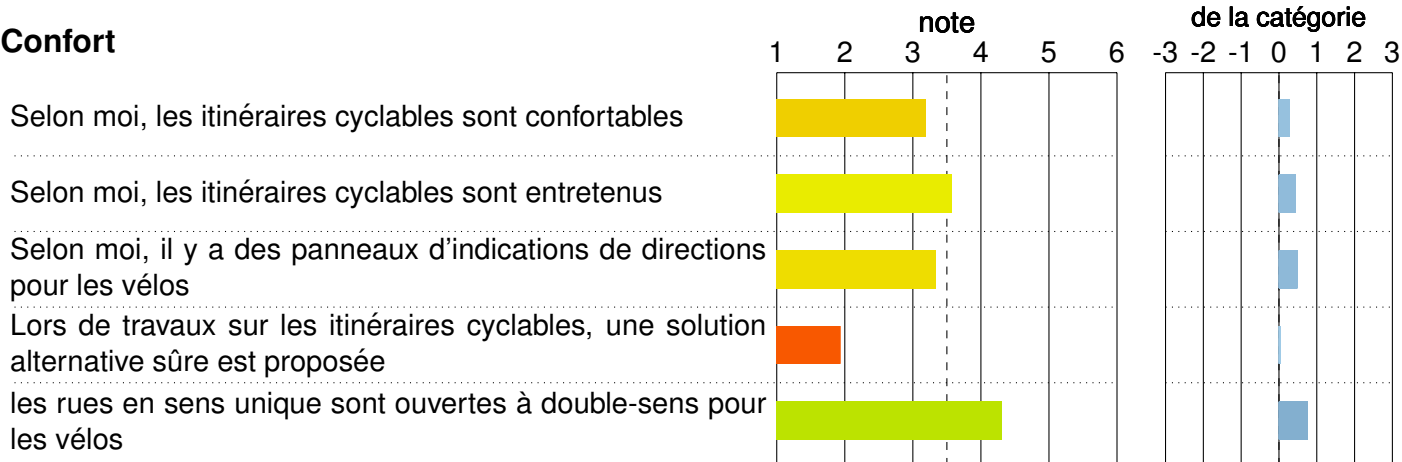 note
de la catégorie
Confort
1 2 3 4 5 6
-3 -2 -1 0 1 2 3
Selon moi, les itinéraires cyclables sont confortables
Selon moi, les itinéraires cyclables sont entretenus
Selon moi, il y a des panneaux d'indications de directions
pour les vélos
Lors de travaux sur les itinéraires cyclables, une solution
alternative sûre est proposée
les rues en sens unique sont ouvertes à double-sens pour
les vélos